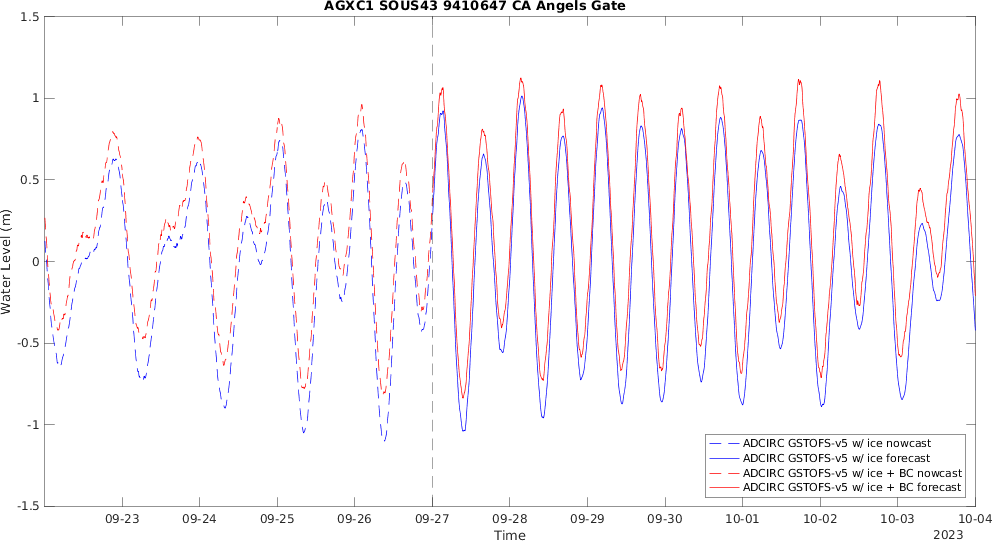 AGXC1 SOUS43 9410647 CA Angels Gate
1.5
1
0.5
0
-0.5
-1
-1.5
Water Level (m)
ADCIRC GSTOFS-v5 w/ ice nowcast
ADCIRC GSTOFS-v5 w/ ice forecast
ADCIRC GSTOFS-v5 w/ ice + BC nowcast
ADCIRC GSTOFS-v5 w/ ice + BC forecast
09-23 09-24 09-25 09-26 09-27 09-28 09-29 09-30 10-01 10-02 10-03 10-04
Time
2023